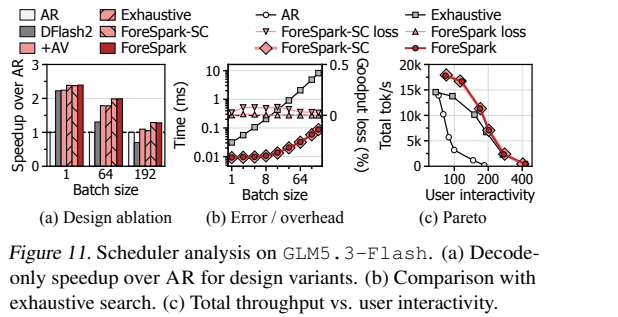 AR
DFlash2
+AV
Exhaustive
ForeSpark-SC
ForeSpark
AR
ForeSpark-SC loss
ForeSpark-SC
Exhaustive
ForeSpark loss
ForeSpark
Speedup over AR
3
2
1
0
1 64 192
Batch size
Time (ms)
10
1
0.1
0.01
1 8 64
Batch size
0.5
0
Goodput loss (%)
Total tok/s
20k
15k
10k
5k
0
100 200 300 400
User interactivity
(a) Design ablation
(b) Error / overhead
(c) Pareto
Figure 11. Scheduler analysis on GLM5.3-Flash. (a) Decode-
only speedup over AR for design variants. (b) Comparison with
exhaustive search. (c) Total throughput vs. user interactivity.